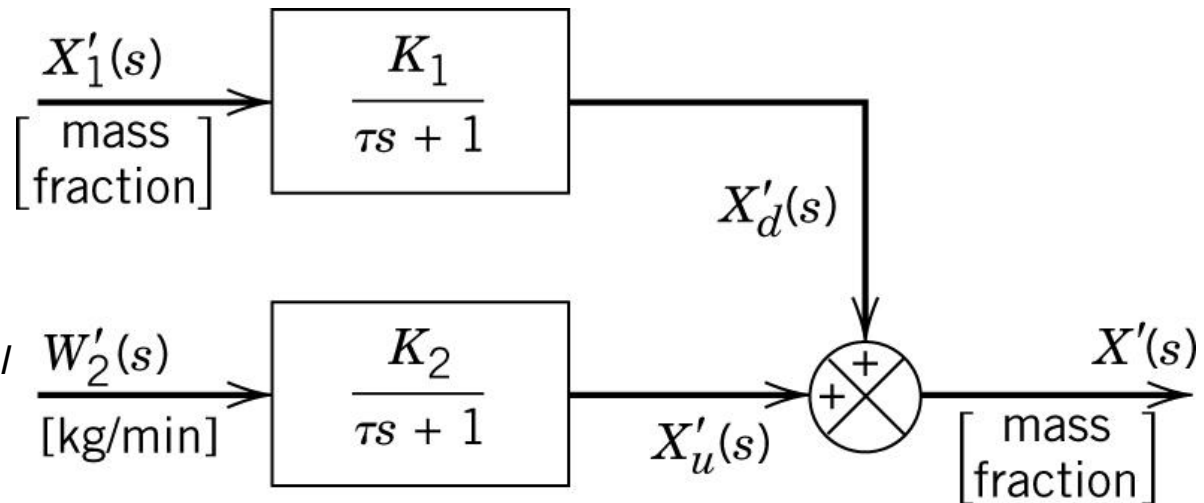 X′₁(s)
[mass
fraction]
K₁
τs + 1
X′d(s)
l W′₂(s)
[kg/min]
K₂
τs + 1
X′u(s)
+
+
X′(s)
[mass
fraction]